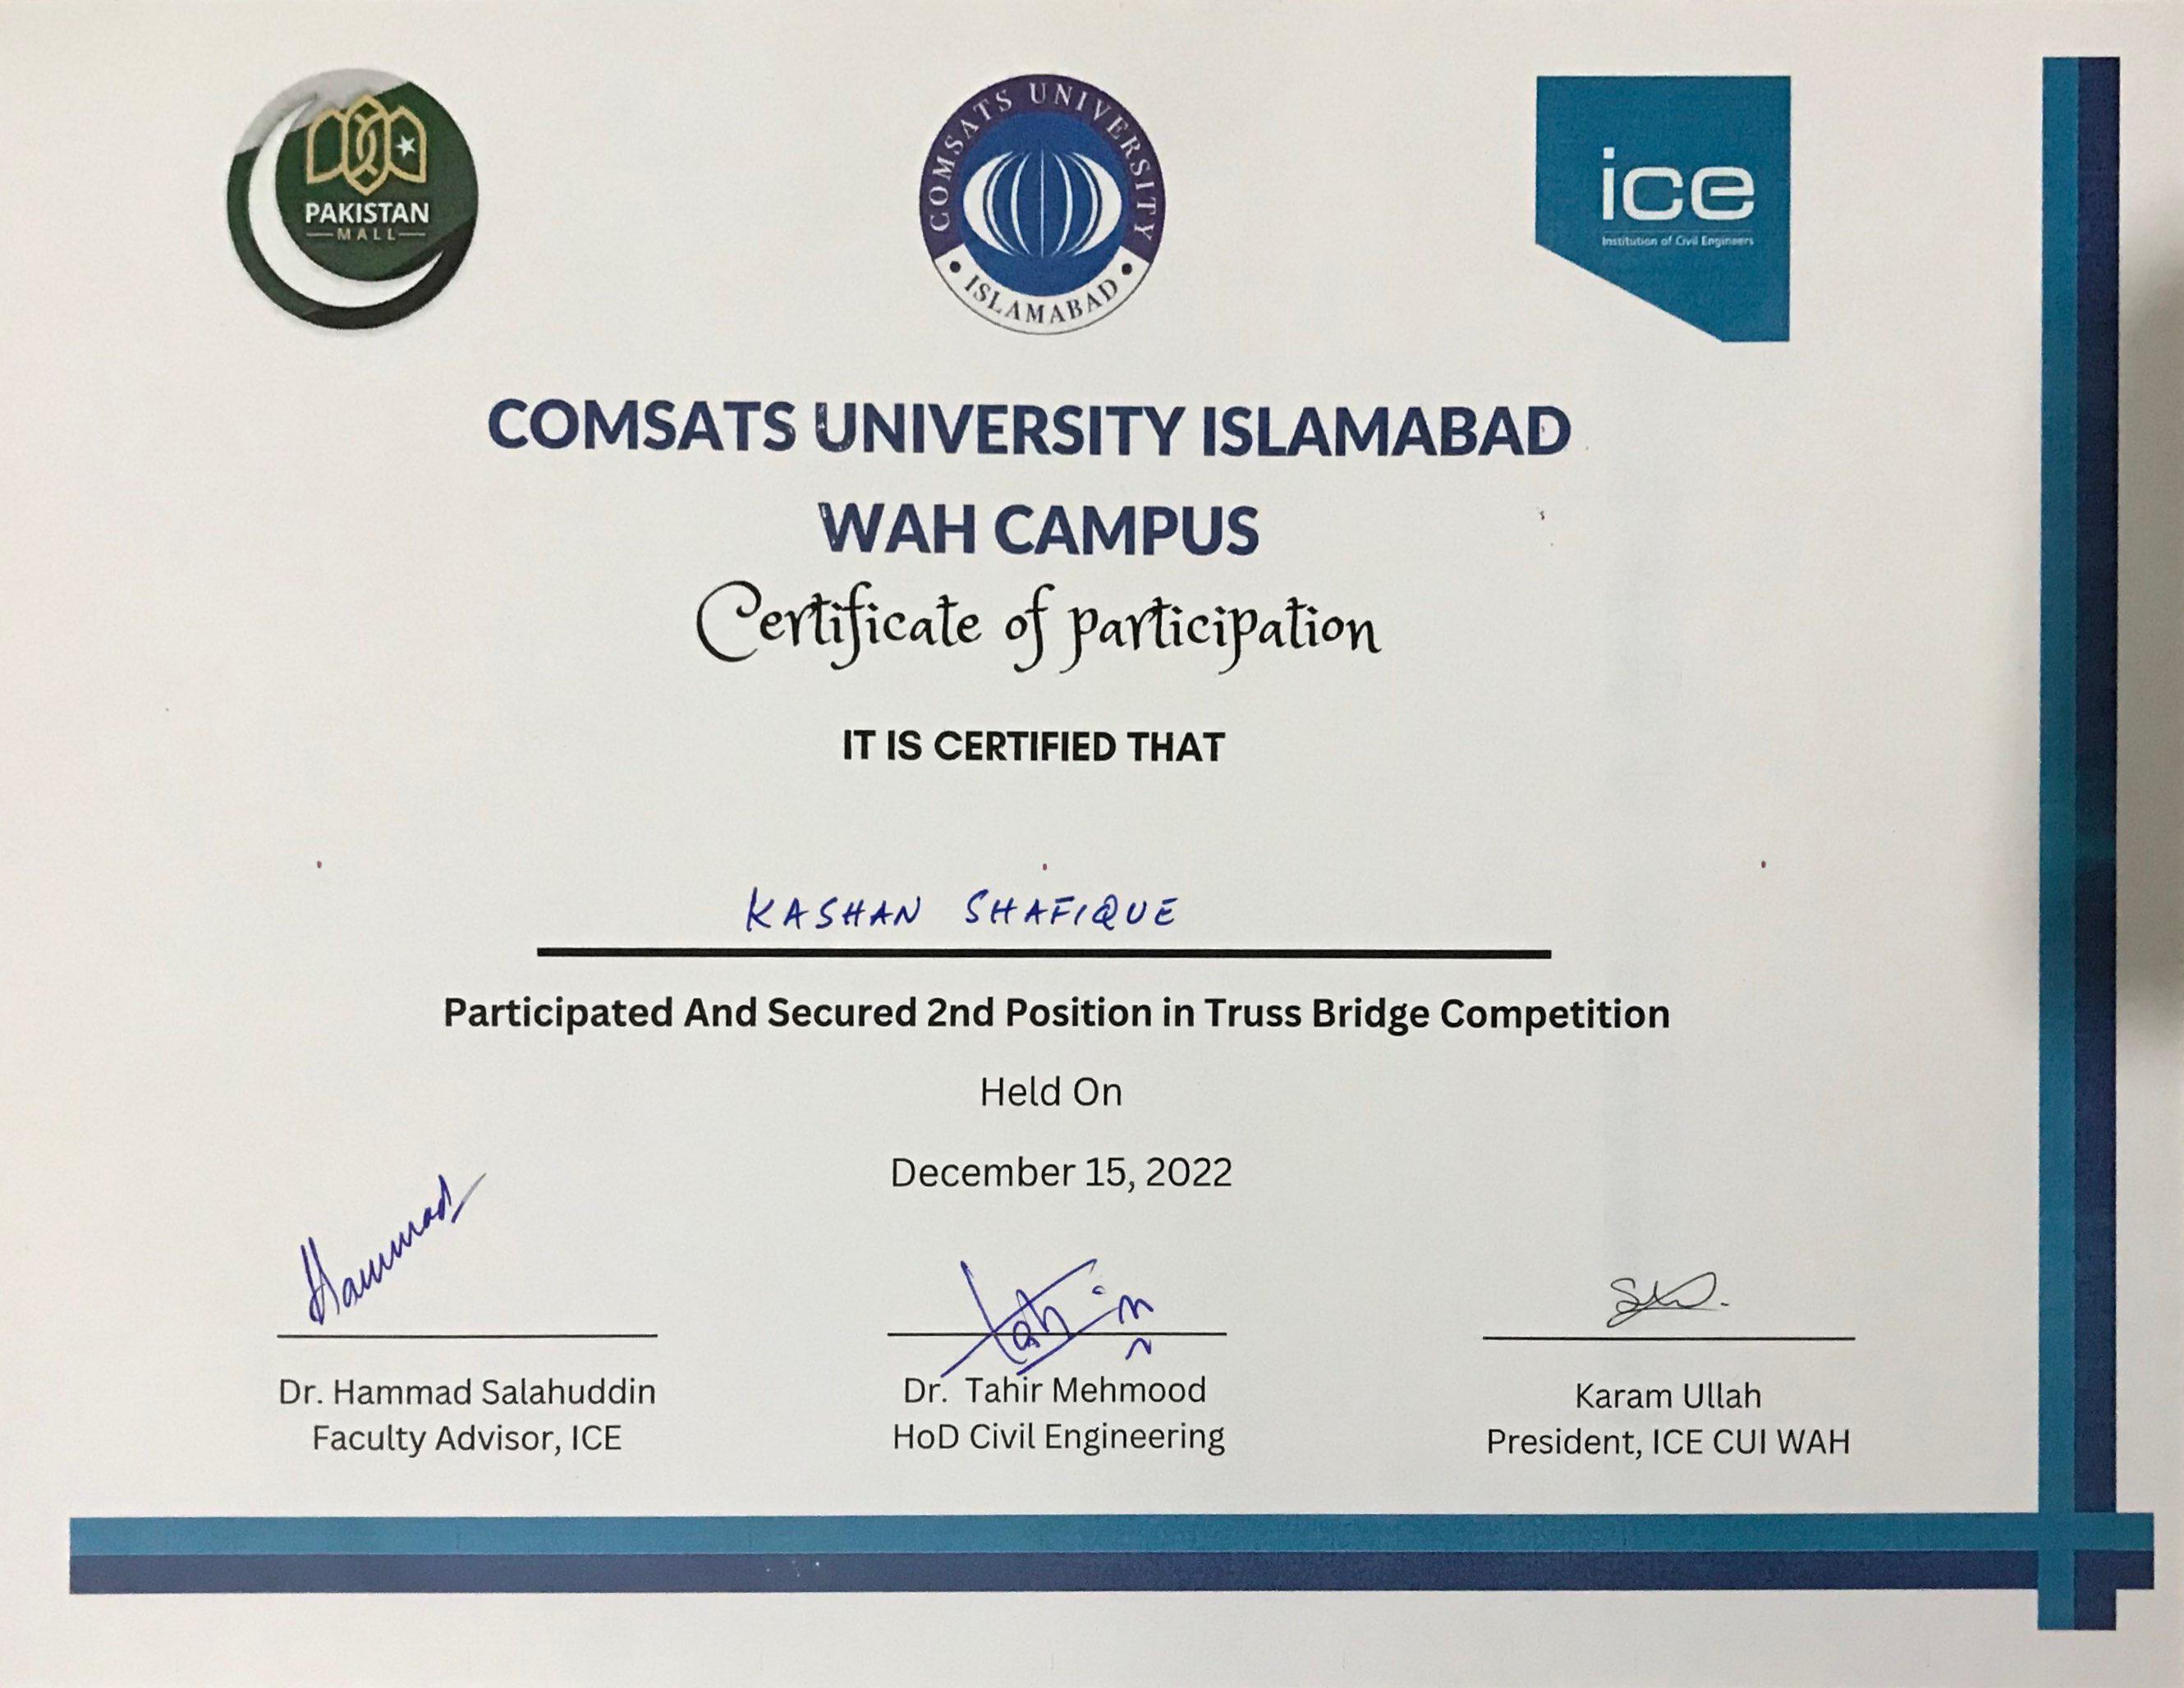 PAKISTAN
MALL
COMSATS UNIVERSITY
ISLAMABAD
ice
Institution of Civil Engineers
COMSATS UNIVERSITY ISLAMABAD
WAH CAMPUS
Certificate of participation
IT IS CERTIFIED THAT
KASHAN SHAFIQUE
Participated And Secured 2nd Position in Truss Bridge Competition
Held On
December 15, 2022
Hammad
Dr. Hammad Salahuddin
Faculty Advisor, ICE
Dr. Tahir Mehmood
HoD Civil Engineering
Karam Ullah
President, ICE CUI WAH